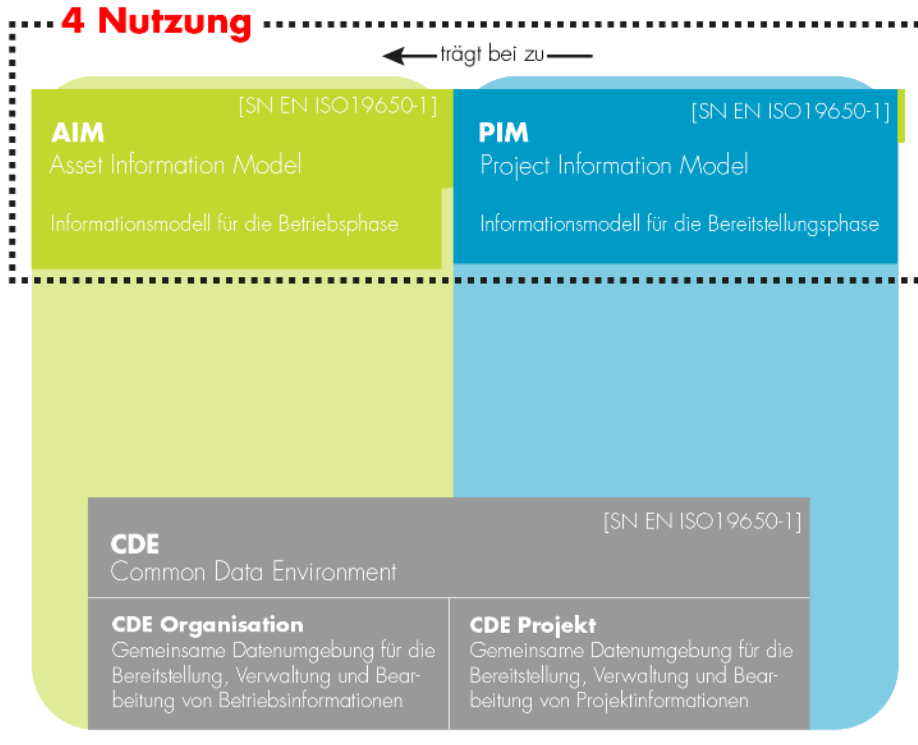 4 Nutzung
trägt bei zu
[SN EN ISO19650-1]
AIM
Asset Information Model
Informationsmodell für die Betriebsphase
[SN EN ISO19650-1]
PIM
Project Information Model
Informationsmodell für die Bereitstellungsphase
[SN EN ISO19650-1]
CDE
Common Data Environment
CDE Organisation
Gemeinsame Datenumgebung für die
Bereitstellung, Verwaltung und Bear-
beitung von Betriebsinformationen
CDE Projekt
Gemeinsame Datenumgebung für die
Bereitstellung, Verwaltung und Bear-
beitung von Projektinformationen